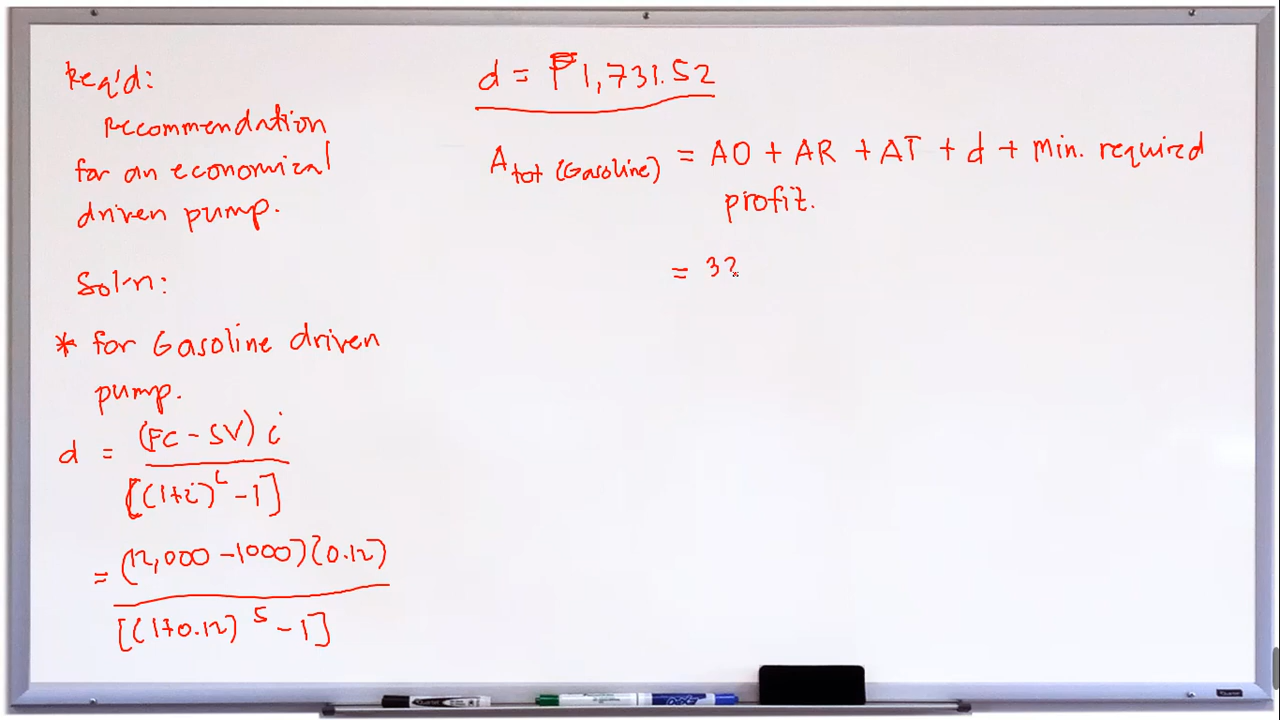 Req'd:
Recommendation
for an economical
driven pump.
Sol'n:
* for Gasoline driven
pump.
d = (FC - SV) i
[(1+i)^L - 1]
= (12,000 - 1000)(0.12)
[(1+0.12)^5 - 1]
d = ₱1,731.52
A tot (Gasoline) = AO + AR + AT + d + Min. required
profit.
= 32